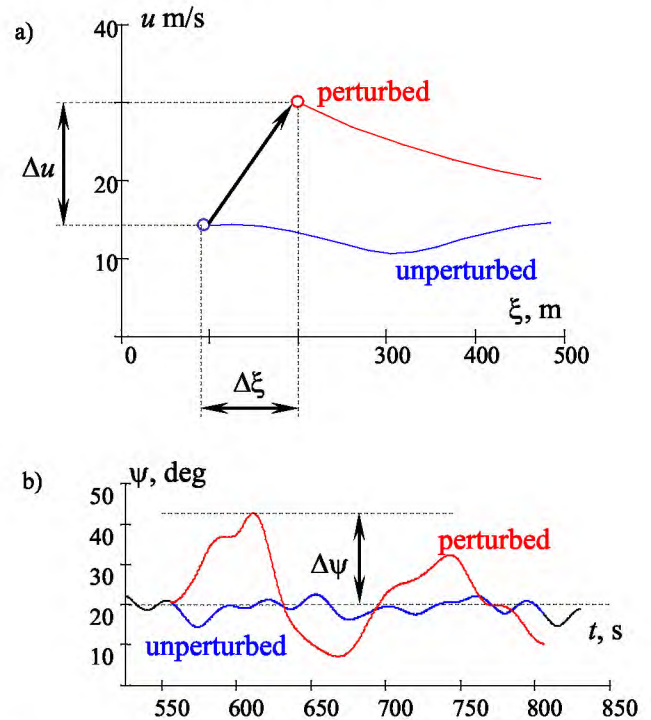 a)
40
u m/s
perturbed
Δu
20
10
unperturbed
ξ, m
0
300
400
500
Δξ
b)
ψ, deg
50
40
30
20
10
Δψ
perturbed
unperturbed
t, s
550
600
650
700
750
800
850